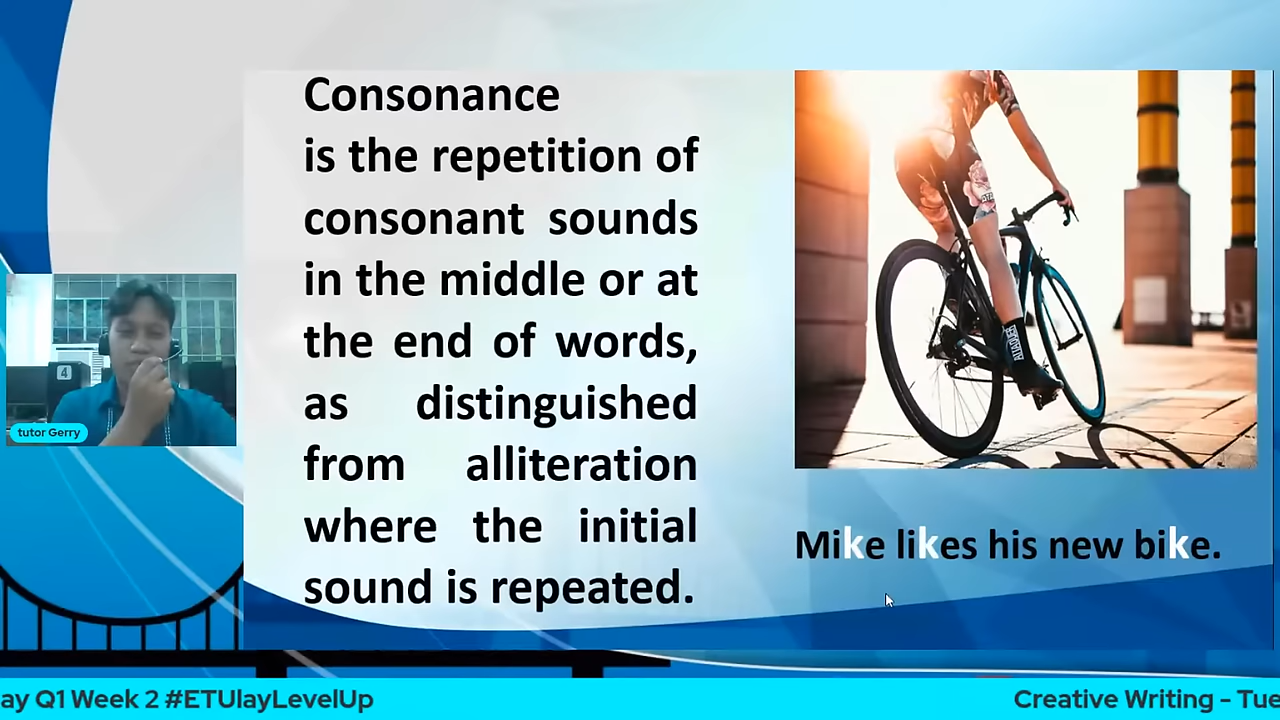 Consonance
is the repetition of
consonant sounds
in the middle or at
the end of words,
as distinguished
from alliteration
where the initial
sound is repeated.
Mike likes his new bike.
4
tutor Gerry
ay Q1 Week 2 #ETUlayLevelUp
Creative Writing - Tue